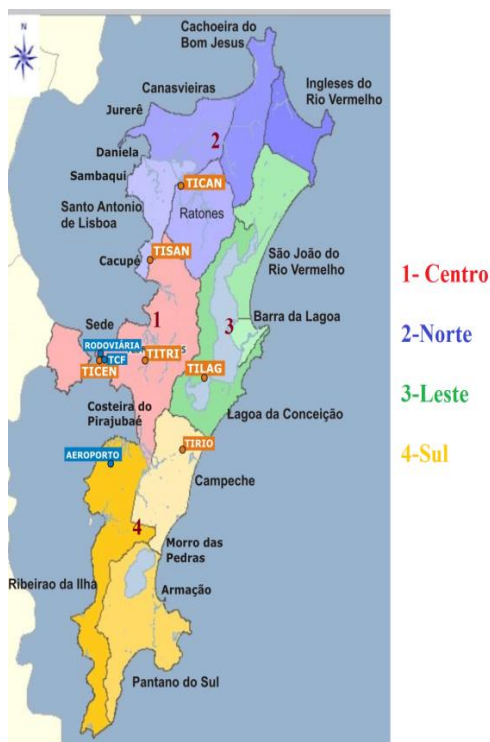 N
Cachoeira do
Bom Jesus
Canasvieiras
Ingleses do
Rio Vermelho
Jurerê
2
Daniela
Sambaqui
TICAN
Santo Antonio
de Lisboa
Ratones
TISAN
Cacupé
São João do
Rio Vermelho
1
Sede
3
Barra da Lagoa
RODOVIÁRIA
TCF
TICEN
TITRI
TILAG
Costeira do
Pirajubaé
Lagoa da Conceição
TIRIO
AEROPORTO
Campeche
4
Morro das
Pedras
Ribeirao da Ilha
Armação
Pantano do Sul
1- Centro
2-Norte
3-Leste
4-Sul